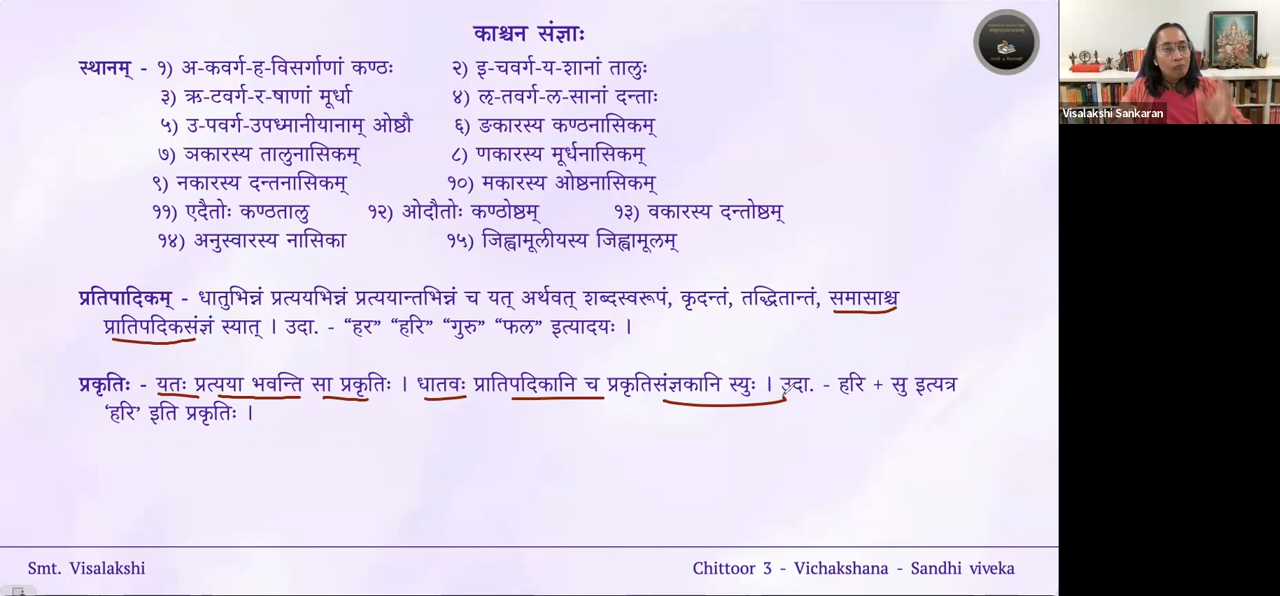 काश्चन संज्ञाः
स्थानम् - १) अ-कवर्ग-ह-विसर्गाणां कण्ठः २) इ-चवर्ग-य-शानां तालुः
३) ऋ-टवर्ग-र-षाणां मूर्धा ४) ऌ-तवर्ग-ल-सानां दन्ताः
५) उ-पवर्ग-उपध्मानीयानाम् ओष्ठौ ६) ङकारस्य कण्ठनासिकम्
७) ञकारस्य तालुनासिकम् ८) णकारस्य मूर्धनासिकम्
९) नकारस्य दन्तनासिकम् १०) मकारस्य ओष्ठनासिकम्
११) एदैतोः कण्ठतालु १२) ओदौतोः कण्ठोष्ठम् १३) वकारस्य दन्तोष्ठम्
१४) अनुस्वारस्य नासिका १५) जिह्वामूलीयस्य जिह्वामूलम्
प्रतिपादिकम् - धातुभिन्नं प्रत्ययभिन्नं प्रत्ययान्तभिन्नं च यत् अर्थवत् शब्दस्वरूपं, कृदन्तं, तद्धितान्तं, समासाश्च
प्रातिपदिकसंज्ञं स्यात् । उदा. - “हर” “हरि” “गुरु” “फल” इत्यादयः ।
प्रकृतिः - यतः प्रत्यया भवन्ति सा प्रकृतिः । धातवः प्रातिपदिकानि च प्रकृतिसंज्ञकानि स्युः । उदा. - हरि + सु इत्यत्र
‘हरि’ इति प्रकृतिः ।
Smt. Visalakshi
Chittoor 3 - Vichakshana - Sandhi viveka
Visalakshi Sankaran